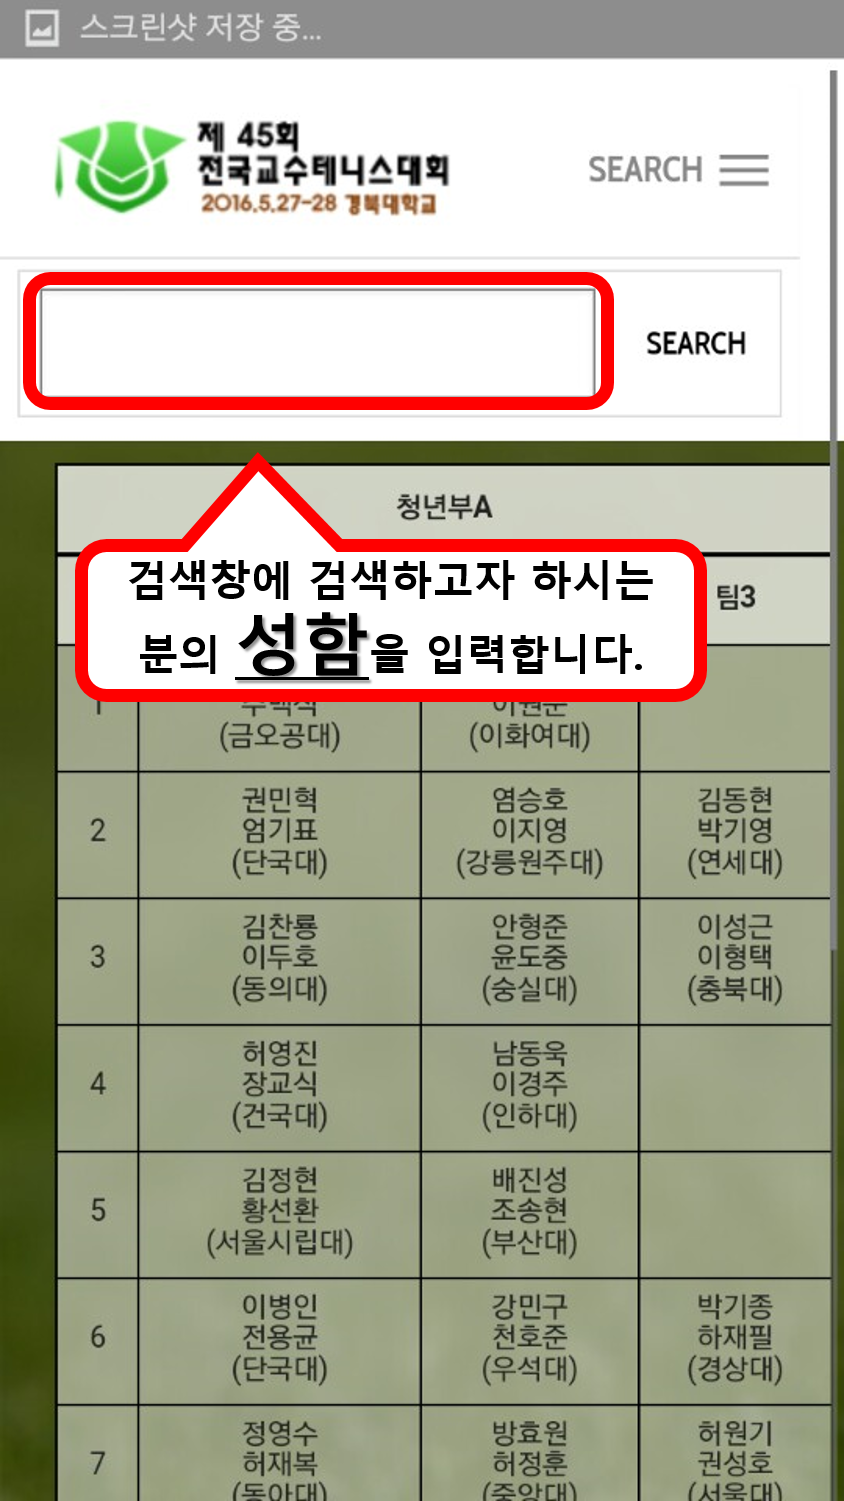 스크린샷 저장 중...
제 45회
전국교수테니스대회
2016.5.27-28 경북대학교
SEARCH
SEARCH
청년부A
검색창에 검색하고자 하시는
분의 성함을 입력합니다.
팀3
1
(금오공대)
(이화여대)
2
권민혁
엄기표
(단국대)
염승호
이지영
(강릉원주대)
김동현
박기영
(연세대)
3
김찬룡
이두호
(동의대)
안형준
윤도중
(숭실대)
이성근
이형택
(충북대)
4
허영진
장교식
(건국대)
남동욱
이경주
(인하대)
5
김정현
황선환
(서울시립대)
배진성
조송현
(부산대)
6
이병인
전용균
(단국대)
강민구
천호준
(우석대)
박기종
하재필
(경상대)
7
정영수
허재복
(동아대)
방효원
허정훈
(중앙대)
허원기
권성호
(서울대)